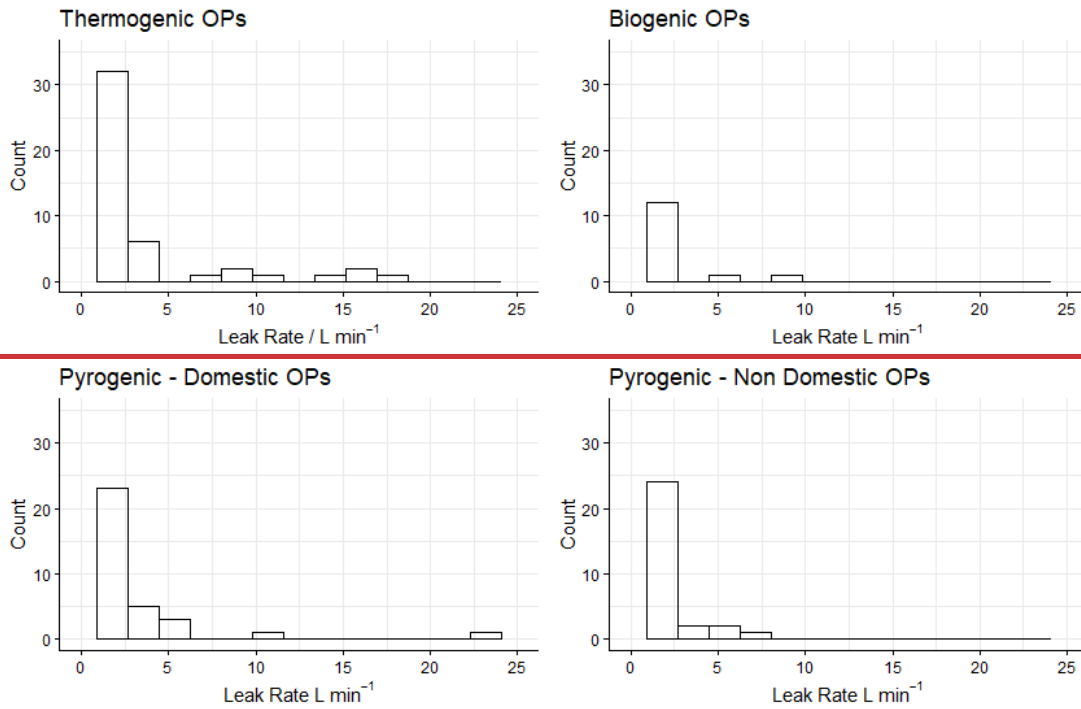 Thermogenic OPs
Count
30
20
10
0
0 5 10 15 20 25
Leak Rate / L min⁻¹
Biogenic OPs
Count
30
20
10
0
0 5 10 15 20 25
Leak Rate L min⁻¹
Pyrogenic - Domestic OPs
Count
30
20
10
0
0 5 10 15 20 25
Leak Rate L min⁻¹
Pyrogenic - Non Domestic OPs
Count
30
20
10
0
0 5 10 15 20 25
Leak Rate L min⁻¹